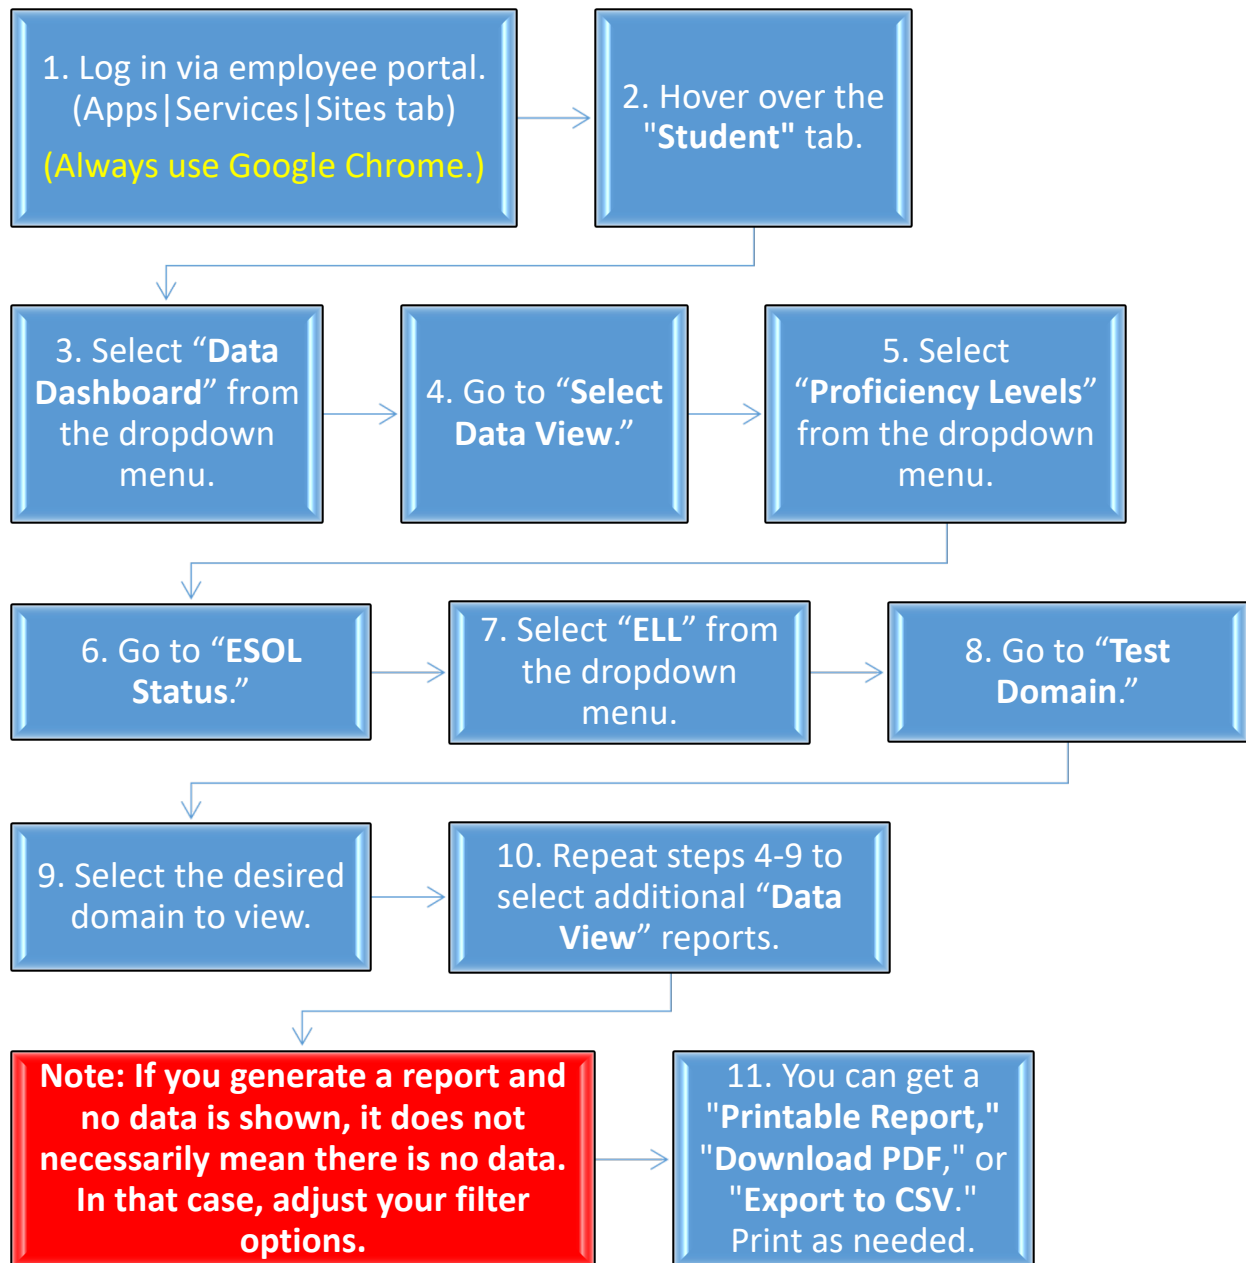 1. Log in via employee portal.
(Apps|Services|Sites tab)
(Always use Google Chrome.)
2. Hover over the
"Student" tab.
3. Select “Data
Dashboard” from
the dropdown
menu.
4. Go to “Select
Data View.”
5. Select
“Proficiency Levels”
from the dropdown
menu.
6. Go to “ESOL
Status.”
7. Select “ELL” from
the dropdown
menu.
8. Go to “Test
Domain.”
9. Select the desired
domain to view.
10. Repeat steps 4-9 to
select additional “Data
View” reports.
Note: If you generate a report and
no data is shown, it does not
necessarily mean there is no data.
In that case, adjust your filter
options.
11. You can get a
"Printable Report,"
"Download PDF," or
"Export to CSV."
Print as needed.